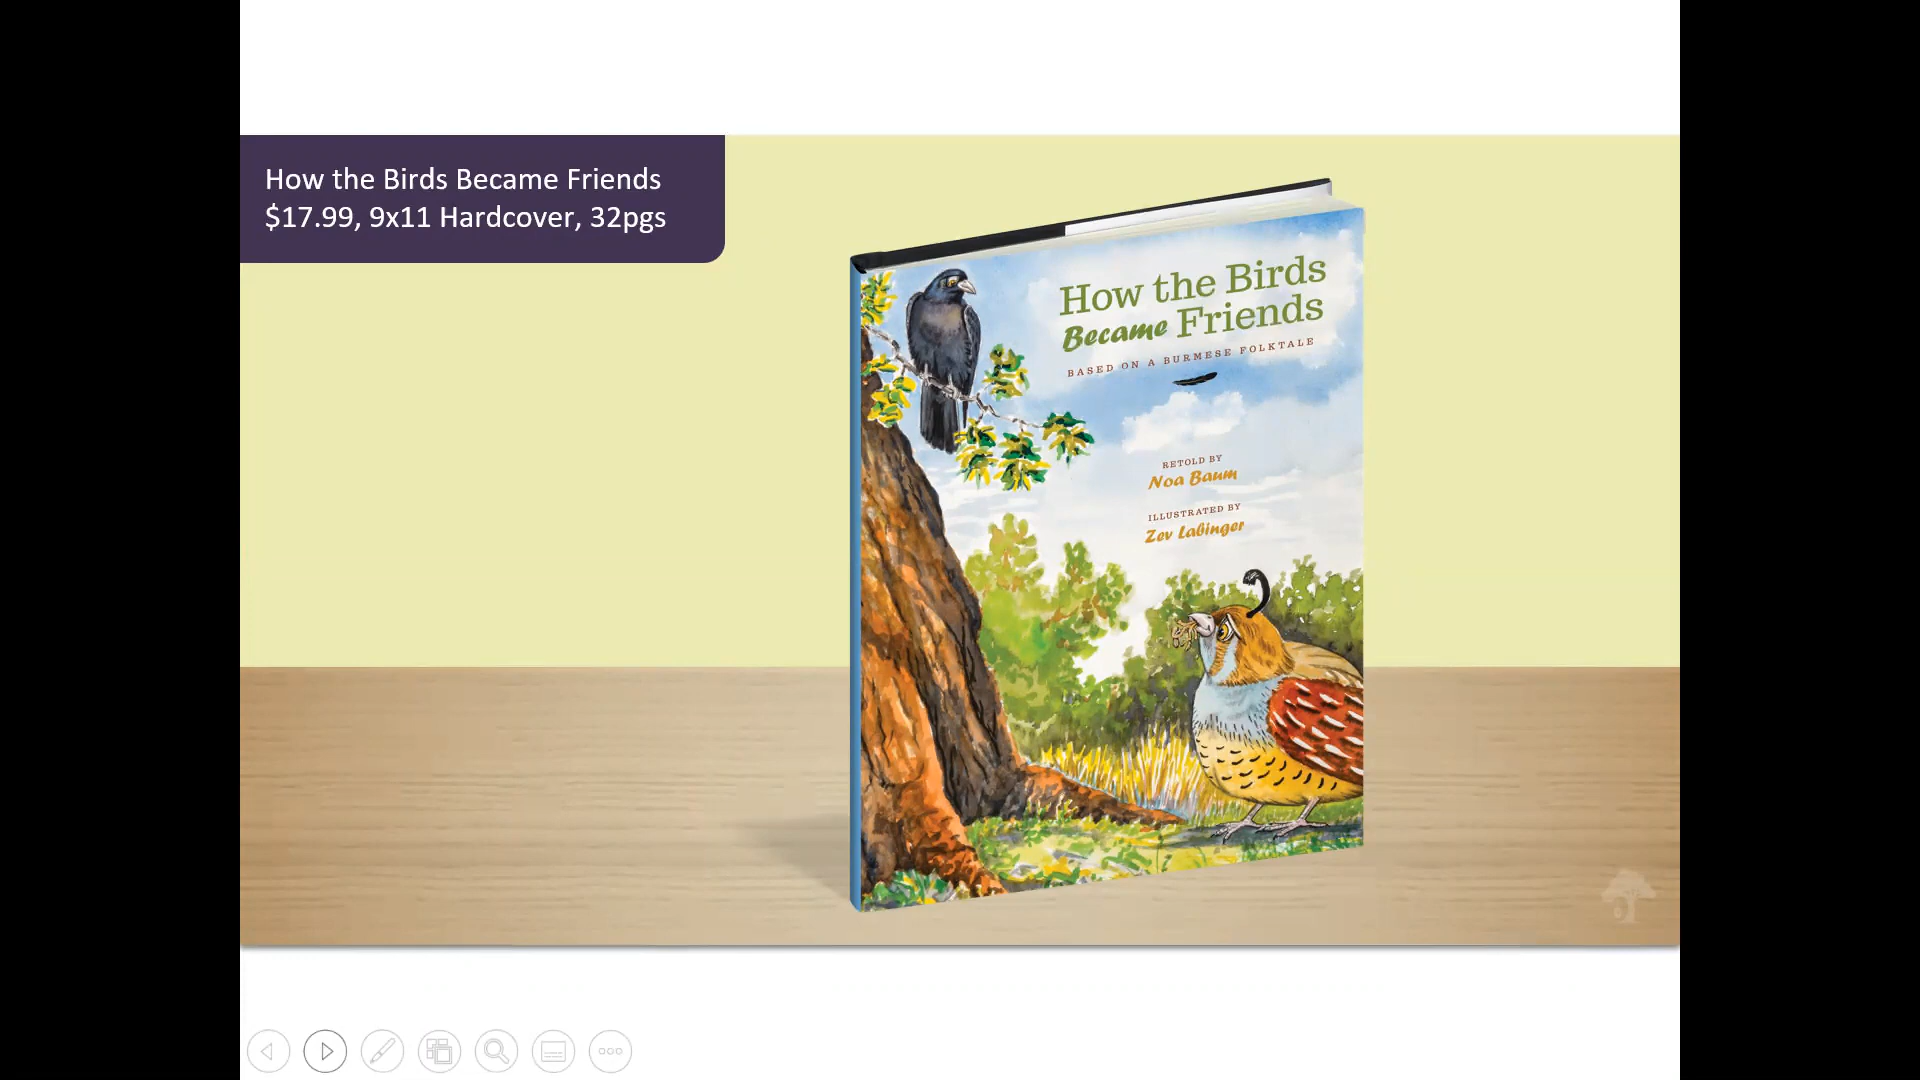 How the Birds Became Friends
$17.99, 9x11 Hardcover, 32pgs
How the Birds
Became Friends
BASED ON A BURMESE FOLKTALE
RETOLD BY
Noa Baum
ILLUSTRATED BY
Zev Labinger